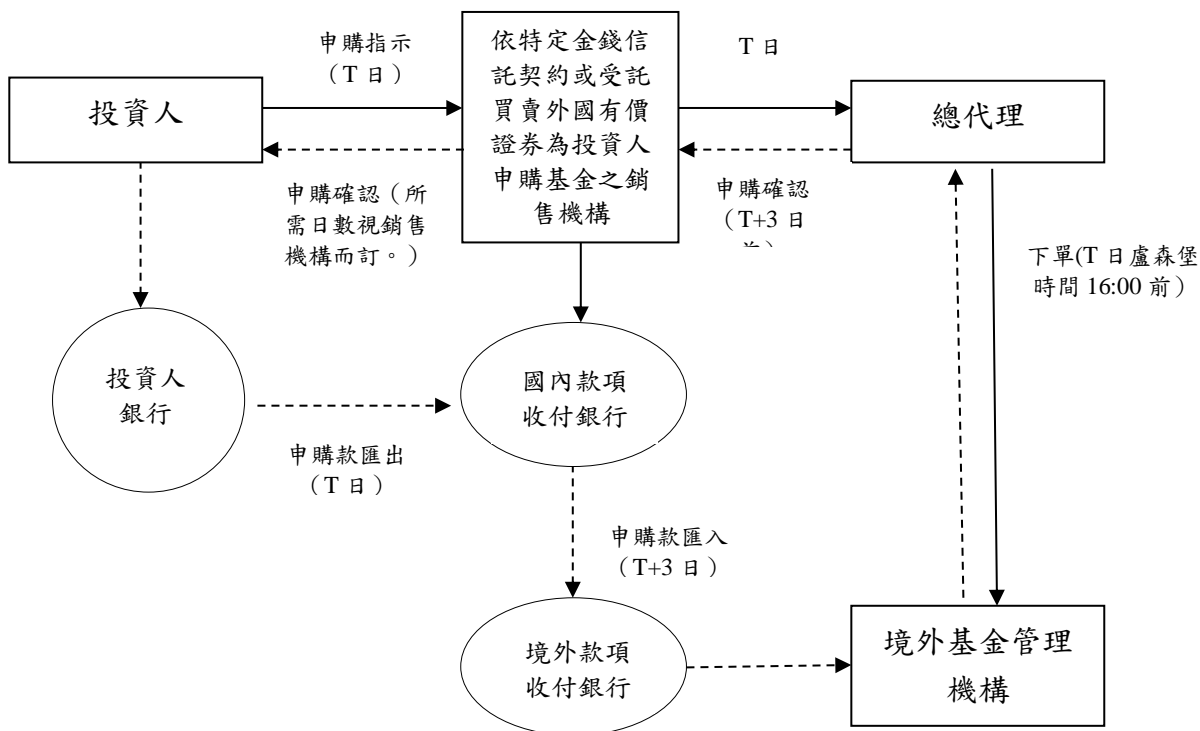 申購指示
（T 日）
依特定金錢信
託契約或受託
買賣外國有價
證券為投資人
申購基金之銷
售機構
T 日
投資人
總代理
申購確認（所
需日數視銷售
機構而訂。）
申購確認
（T+3 日
前）
下單(T 日盧森堡
時間 16:00 前）
投資人
銀行
國內款項
收付銀行
申購款匯出
（T 日）
申購款匯入
（T+3 日）
境外款項
收付銀行
境外基金管理
機構